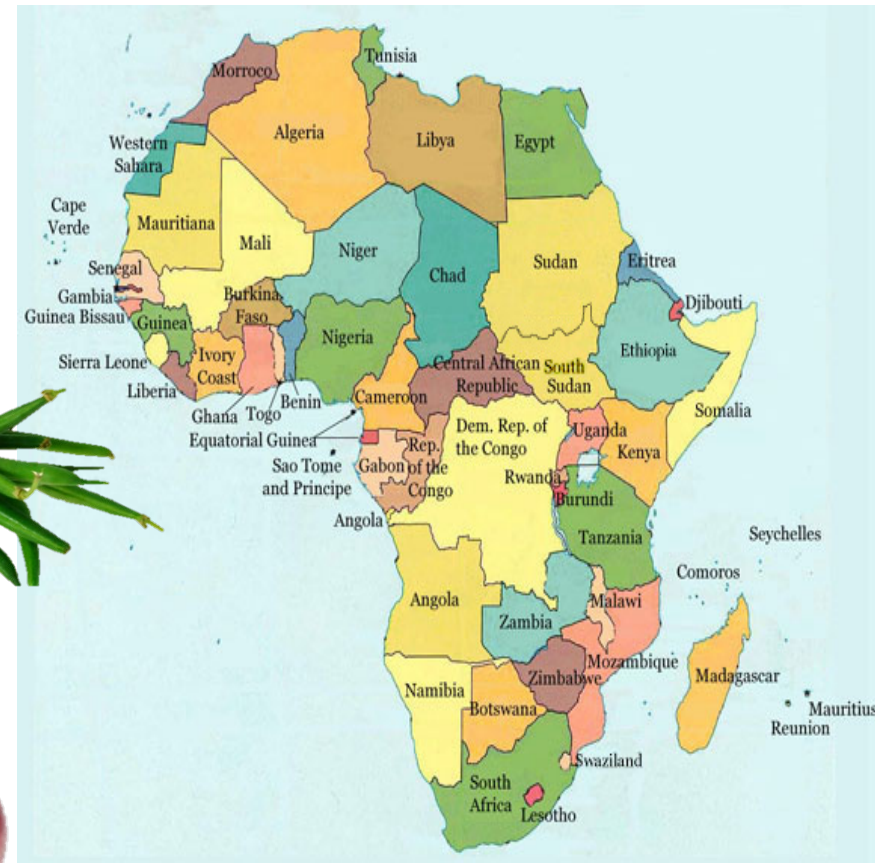 Tunisia
Morroco
Algeria
Libya
Egypt
Western
Sahara
Cape
Verde
Mauritiana
Mali
Niger
Chad
Sudan
Eritrea
Senegal
Gambia
Guinea Bissau
Guinea
Burkina
Faso
Djibouti
Nigeria
Ethiopia
Sierra Leone
Ivory
Coast
Central African
Republic
South
Sudan
Liberia
Ghana
Togo
Benin
Cameroon
Somalia
Equatorial Guinea
Dem. Rep. of
the Congo
Uganda
Kenya
Sao Tome
and Principe
Gabon
Rep.
of the
Congo
Rwanda
Burundi
Angola
Tanzania
Seychelles
Comoros
Angola
Zambia
Malawi
Mozambique
Zimbabwe
Madagascar
Namibia
Botswana
Mauritius
Reunion
Swaziland
South
Africa
Lesotho